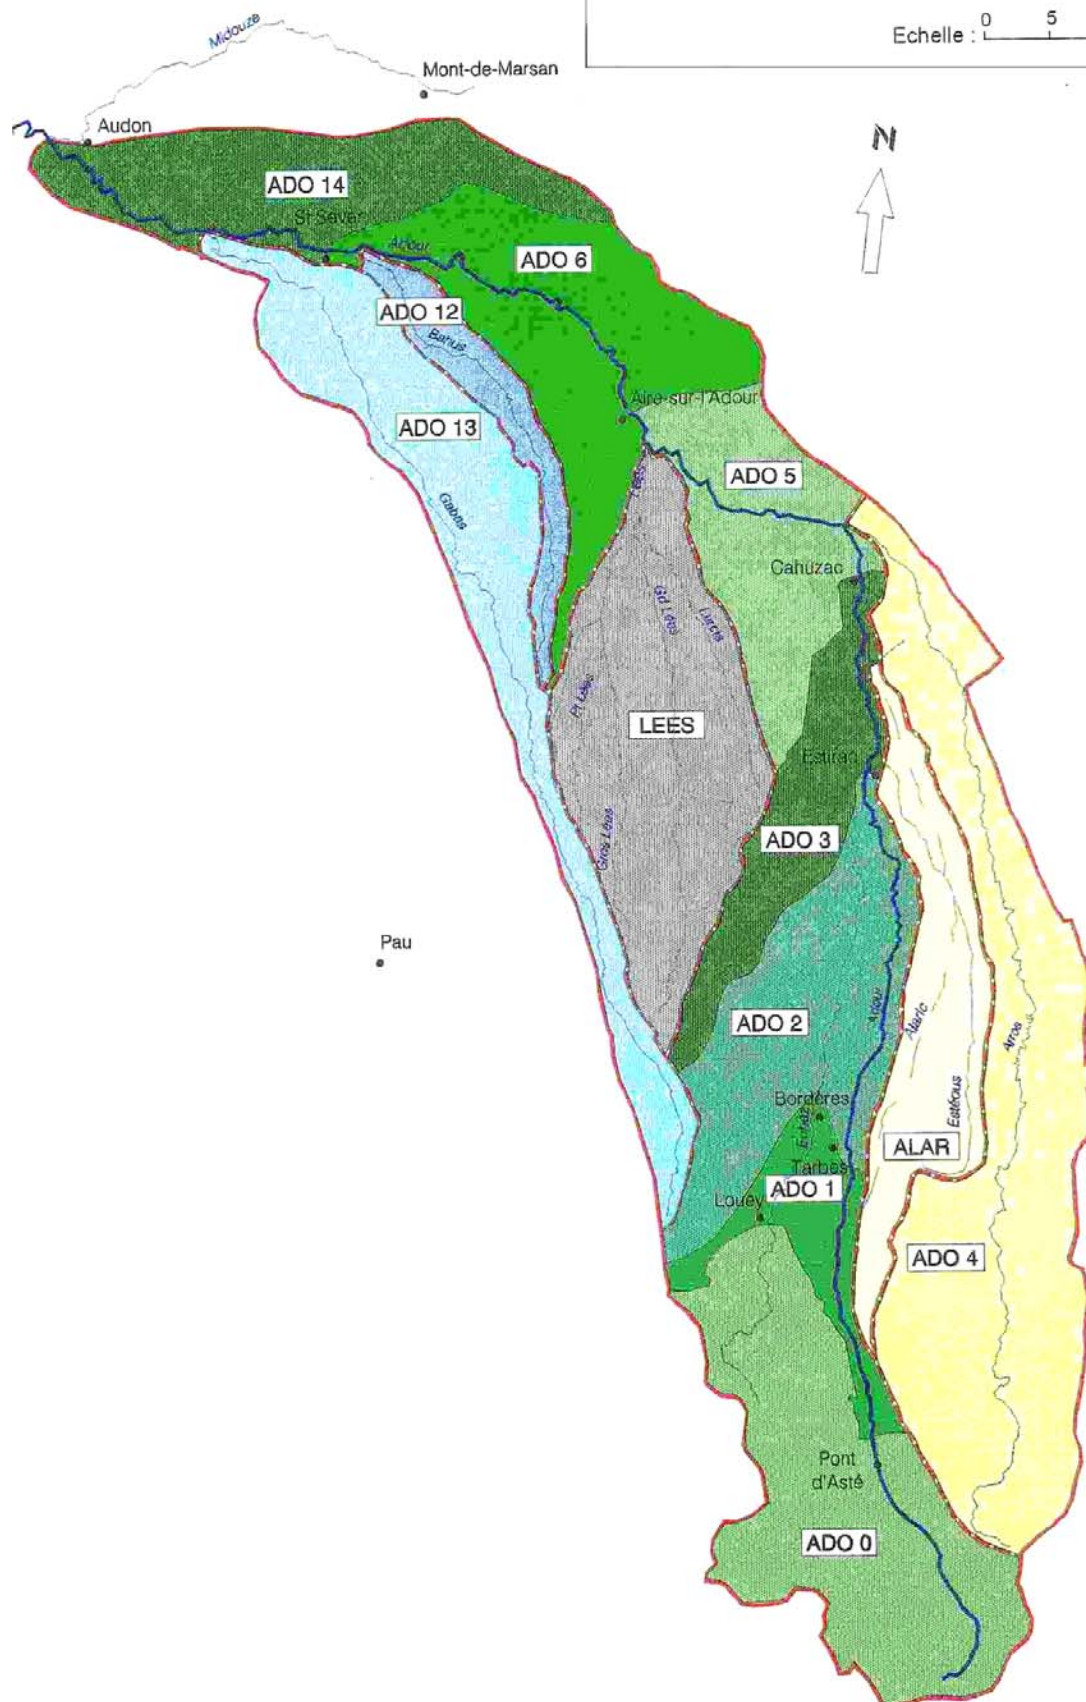 0 5
Echelle :
Midouze
Mont-de-Marsan
Audon
N
ADO 14
St Sever
Adour
ADO 6
ADO 12
Bahus
Aire-sur-l'Adour
ADO 13
ADO 5
Lées
Gabas
Cahuzac
Gd Lées
Larcis
Pt Lées
LEES
Estirac
Gros Lées
ADO 3
Pau
ADO 2
Adour
Alaric
Arros
Estéous
Bordères
Echez
Tarbes
ALAR
ADO 1
Louey
ADO 4
Pont
d'Asté
ADO 0